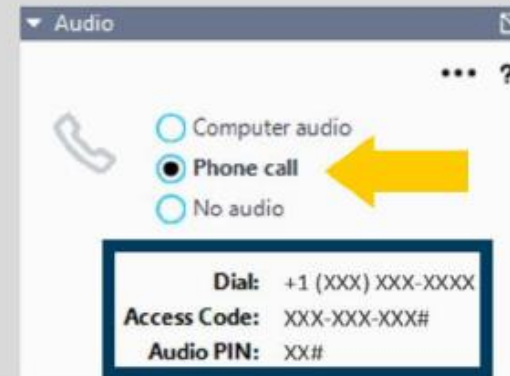 Audio
••• ?
Computer audio
Phone call
No audio
Dial: +1 (XXX) XXX-XXXX
Access Code: XXX-XXX-XXX#
Audio PIN: XX#